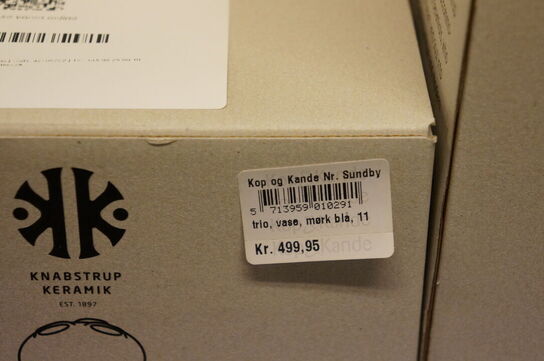 Kop og Kande Nr. Sundby
5 713959 010291
trio, vase, mørk blå, 11
Kr. 499,95
KNABSTRUP
KERAMIK
EST. 1897